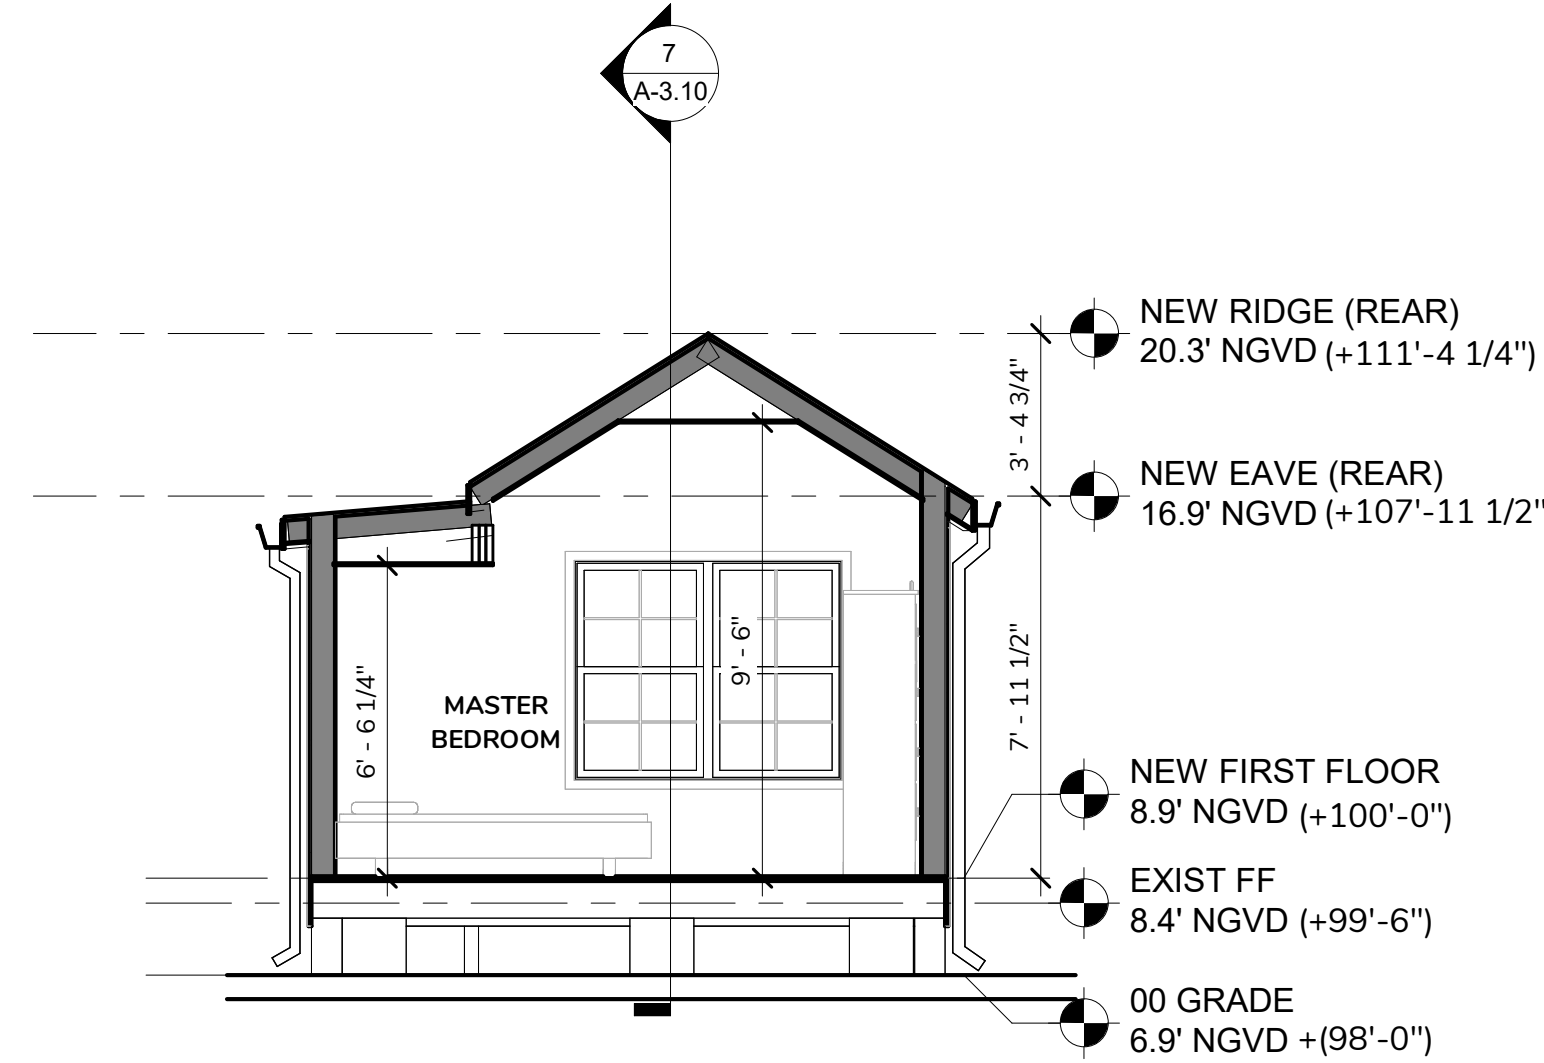 7
A-3.10
NEW RIDGE (REAR)
20.3' NGVD (+111'-4 1/4")
3' - 4 3/4"
NEW EAVE (REAR)
16.9' NGVD (+107'-11 1/2"
9' - 6"
7' - 11 1/2"
6' - 6 1/4"
MASTER
BEDROOM
NEW FIRST FLOOR
8.9' NGVD (+100'-0")
EXIST FF
8.4' NGVD (+99'-6")
00 GRADE
6.9' NGVD +(98'-0")